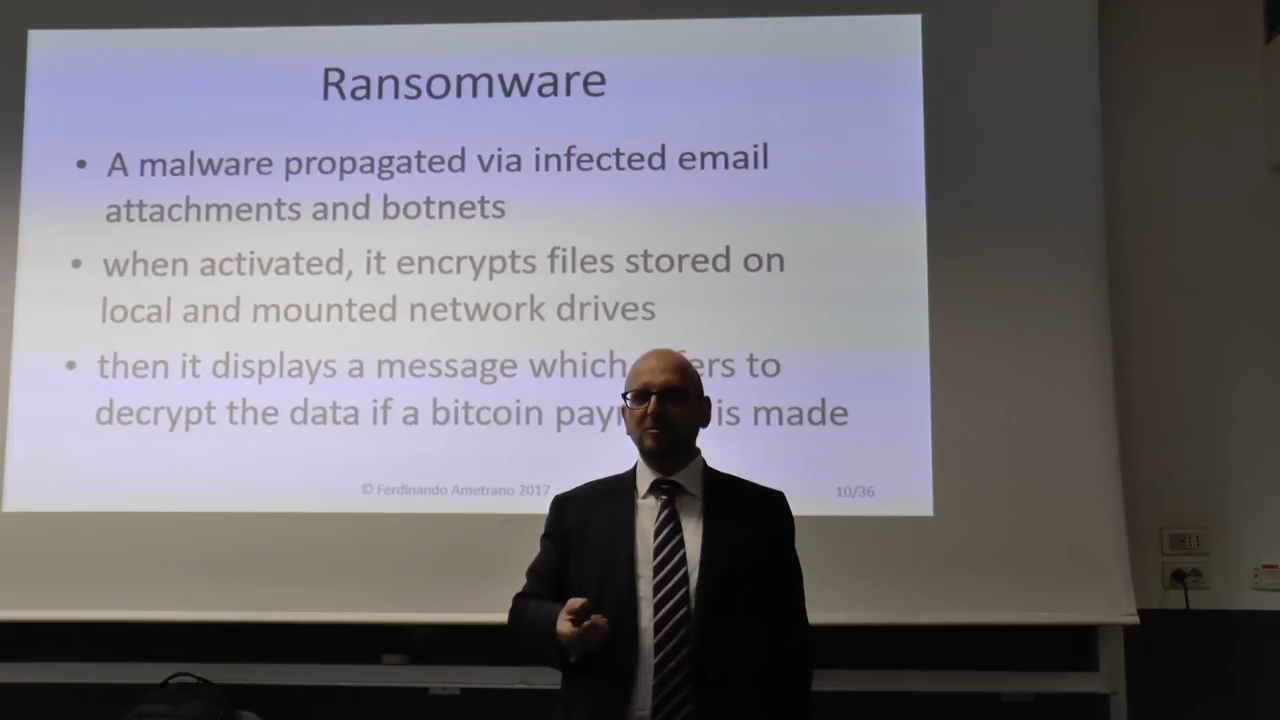 Ransomware
• A malware propagated via infected email
attachments and botnets
• when activated, it encrypts files stored on
local and mounted network drives
• then it displays a message which to
decrypt the data if a bitcoin is made
© Ferdinando Ametrano 2017
10/36